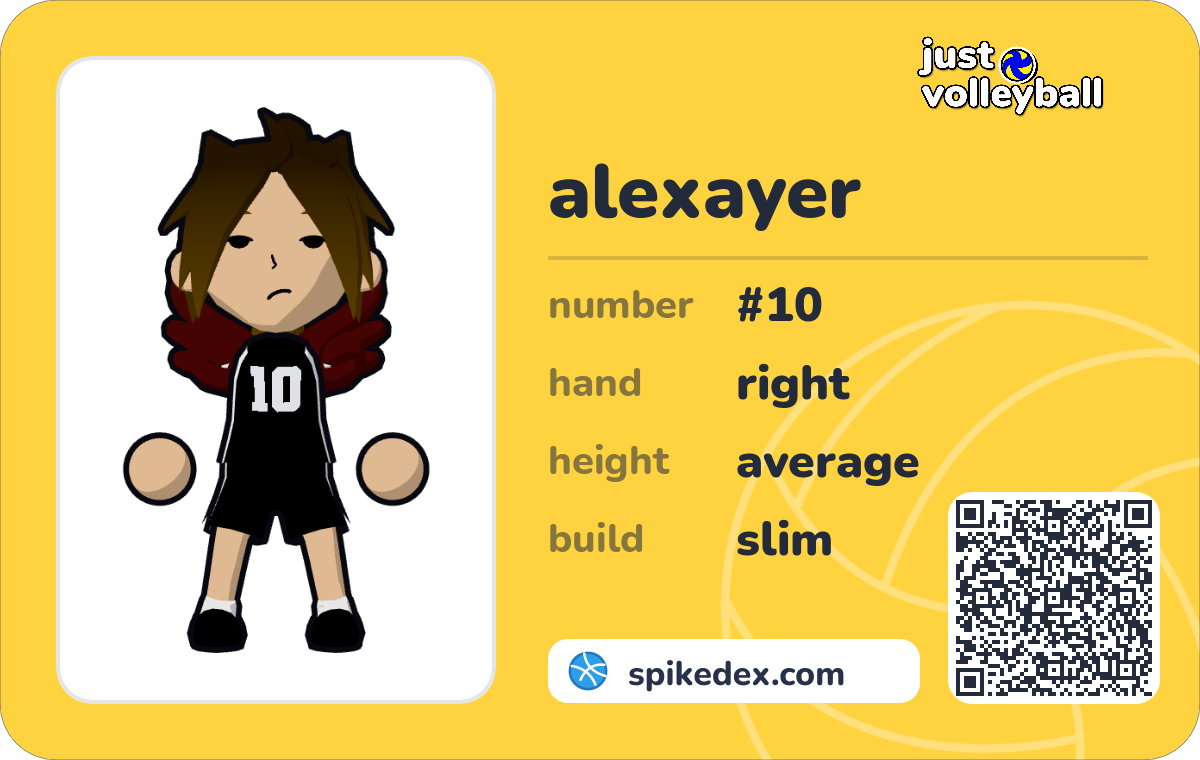 just
volleyball
alexayer
number #10
hand right
height average
build slim
10
spikedex.com